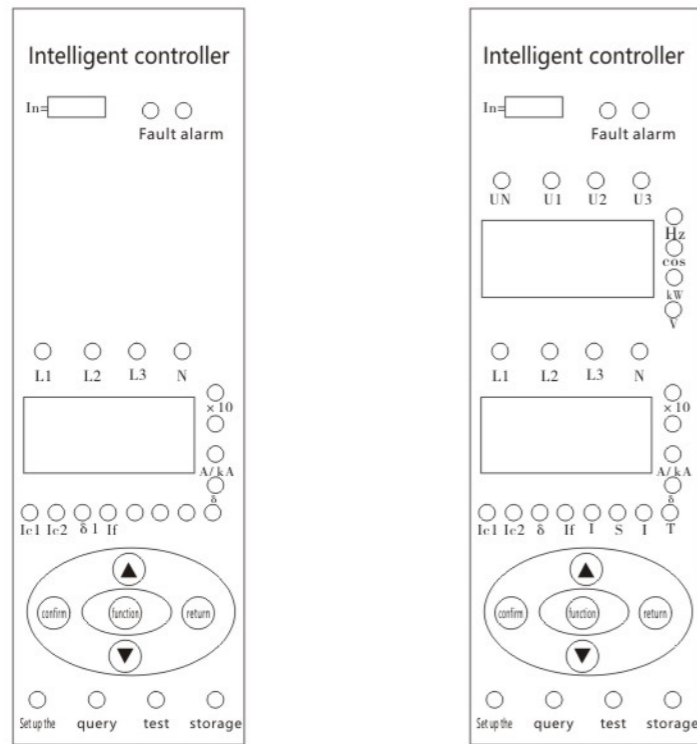 Intelligent controller
In=
Fault alarm
L1 L2 L3 N
×10
A/kA
δ
Ic1 Ic2 δ1 If
confirm function return
Set up the query test storage
Intelligent controller
In=
Fault alarm
UN U1 U2 U3
Hz
cos
kW
V
L1 L2 L3 N
×10
A/kA
δ
Ic1 Ic2 δ If I S I T
confirm function return
Set up the query test storage